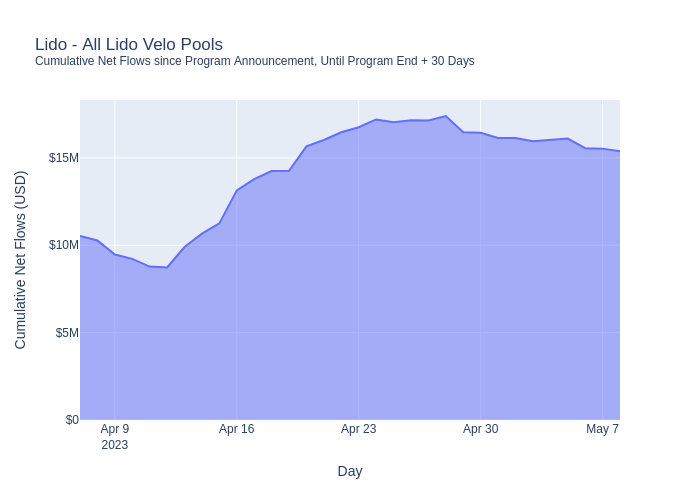 Lido - All Lido Velo Pools
Cumulative Net Flows since Program Announcement, Until Program End + 30 Days
Cumulative Net Flows (USD)
$15M
$10M
$5M
$0
Apr 9
2023
Apr 16
Apr 23
Apr 30
May 7
Day